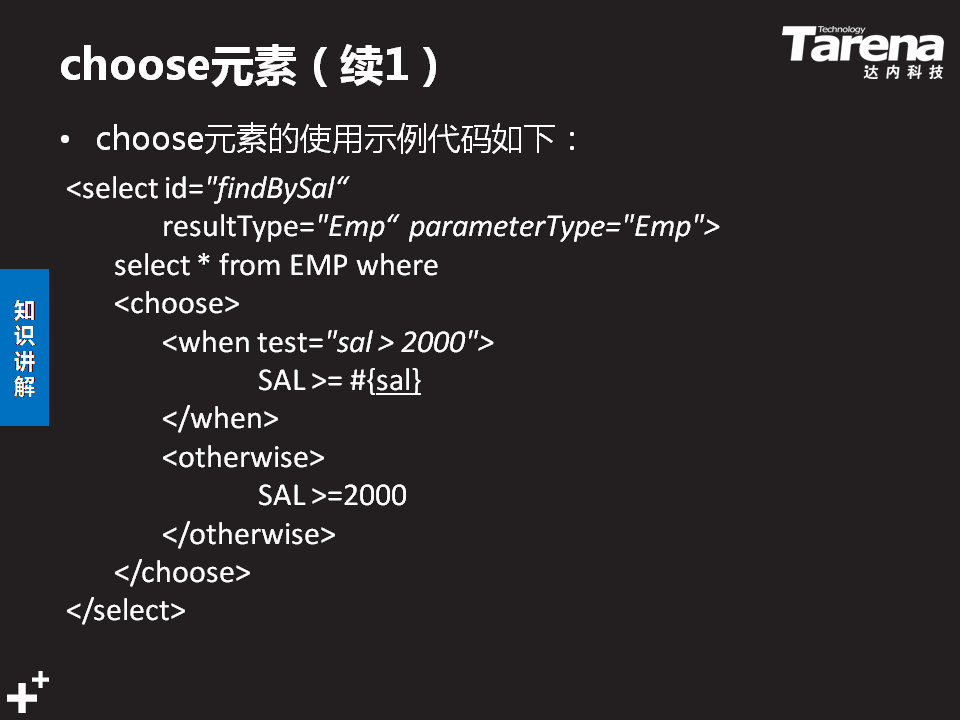 choose元素（续1）
Technology
Tarena
达内科技
• choose元素的使用示例代码如下：
<select id="findBySal“
resultType="Emp“ parameterType="Emp">
select * from EMP where
<choose>
<when test="sal > 2000">
SAL >= #{sal}
</when>
<otherwise>
SAL >=2000
</otherwise>
</choose>
</select>
知识讲解